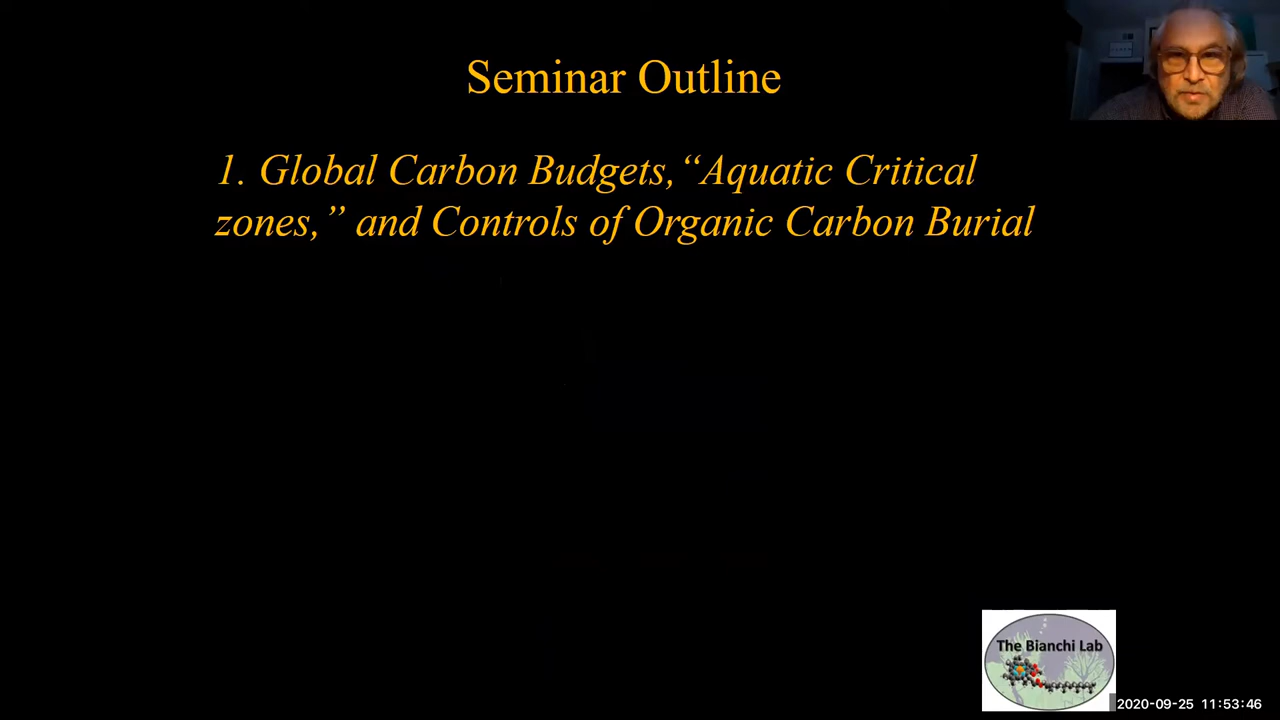 Seminar Outline
1. Global Carbon Budgets,“Aquatic Critical
zones,” and Controls of Organic Carbon Burial
The Bianchi Lab
2020-09-25 11:53:46